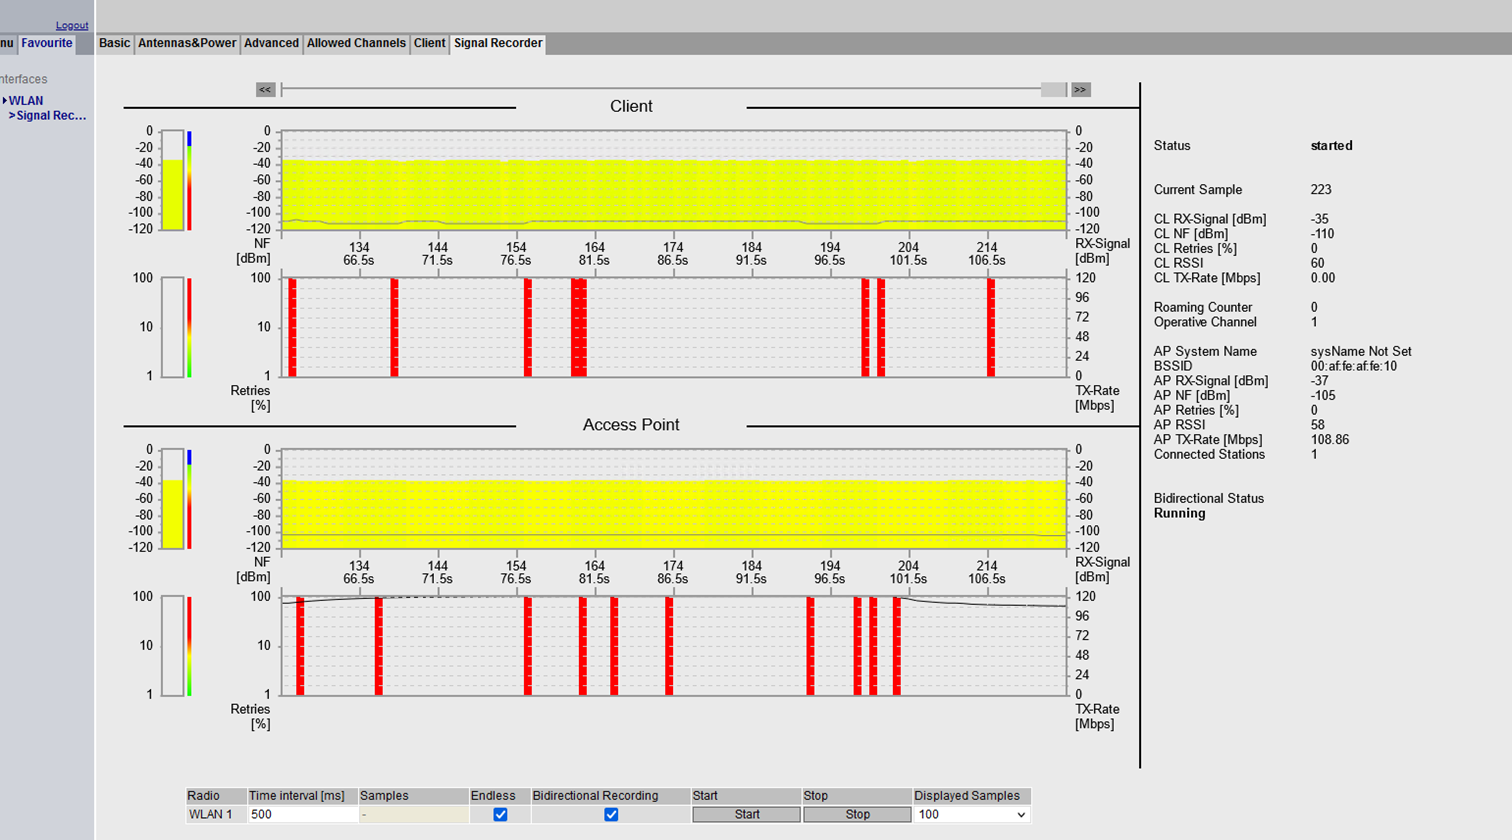 Logout
nu Favourite
Basic Antennas&Power Advanced Allowed Channels Client Signal Recorder
nterfaces
WLAN
>Signal Rec...
<< >>
Client
0 0 0
-20 -20 -20
-40 -40 -40
-60 -60 -60
-80 -80 -80
-100 -100 -100
-120 -120 -120
NF 134 144 154 164 174 184 194 204 214 RX-Signal
[dBm] 66.5s 71.5s 76.5s 81.5s 86.5s 91.5s 96.5s 101.5s 106.5s [dBm]
100 100 120
96
72
10 10
48
24
1 1 0
Retries TX-Rate
[%] [Mbps]
Access Point
0 0 0
-20 -20 -20
-40 -40 -40
-60 -60 -60
-80 -80 -80
-100 -100 -100
-120 -120 -120
NF 134 144 154 164 174 184 194 204 214 RX-Signal
[dBm] 66.5s 71.5s 76.5s 81.5s 86.5s 91.5s 96.5s 101.5s 106.5s [dBm]
100 100 120
96
72
10 10
48
24
1 1 0
Retries TX-Rate
[%] [Mbps]
Status started
Current Sample 223
CL RX-Signal [dBm] -35
CL NF [dBm] -110
CL Retries [%] 0
CL RSSI 60
CL TX-Rate [Mbps] 0.00
Roaming Counter 0
Operative Channel 1
AP System Name sysName Not Set
BSSID 00:af:fe:af:fe:10
AP RX-Signal [dBm] -37
AP NF [dBm] -105
AP Retries [%] 0
AP RSSI 58
AP TX-Rate [Mbps] 108.86
Connected Stations 1
Bidirectional Status
Running
Radio Time interval [ms] Samples Endless Bidirectional Recording Start Stop Displayed Samples
WLAN 1 500 - Start Stop 100